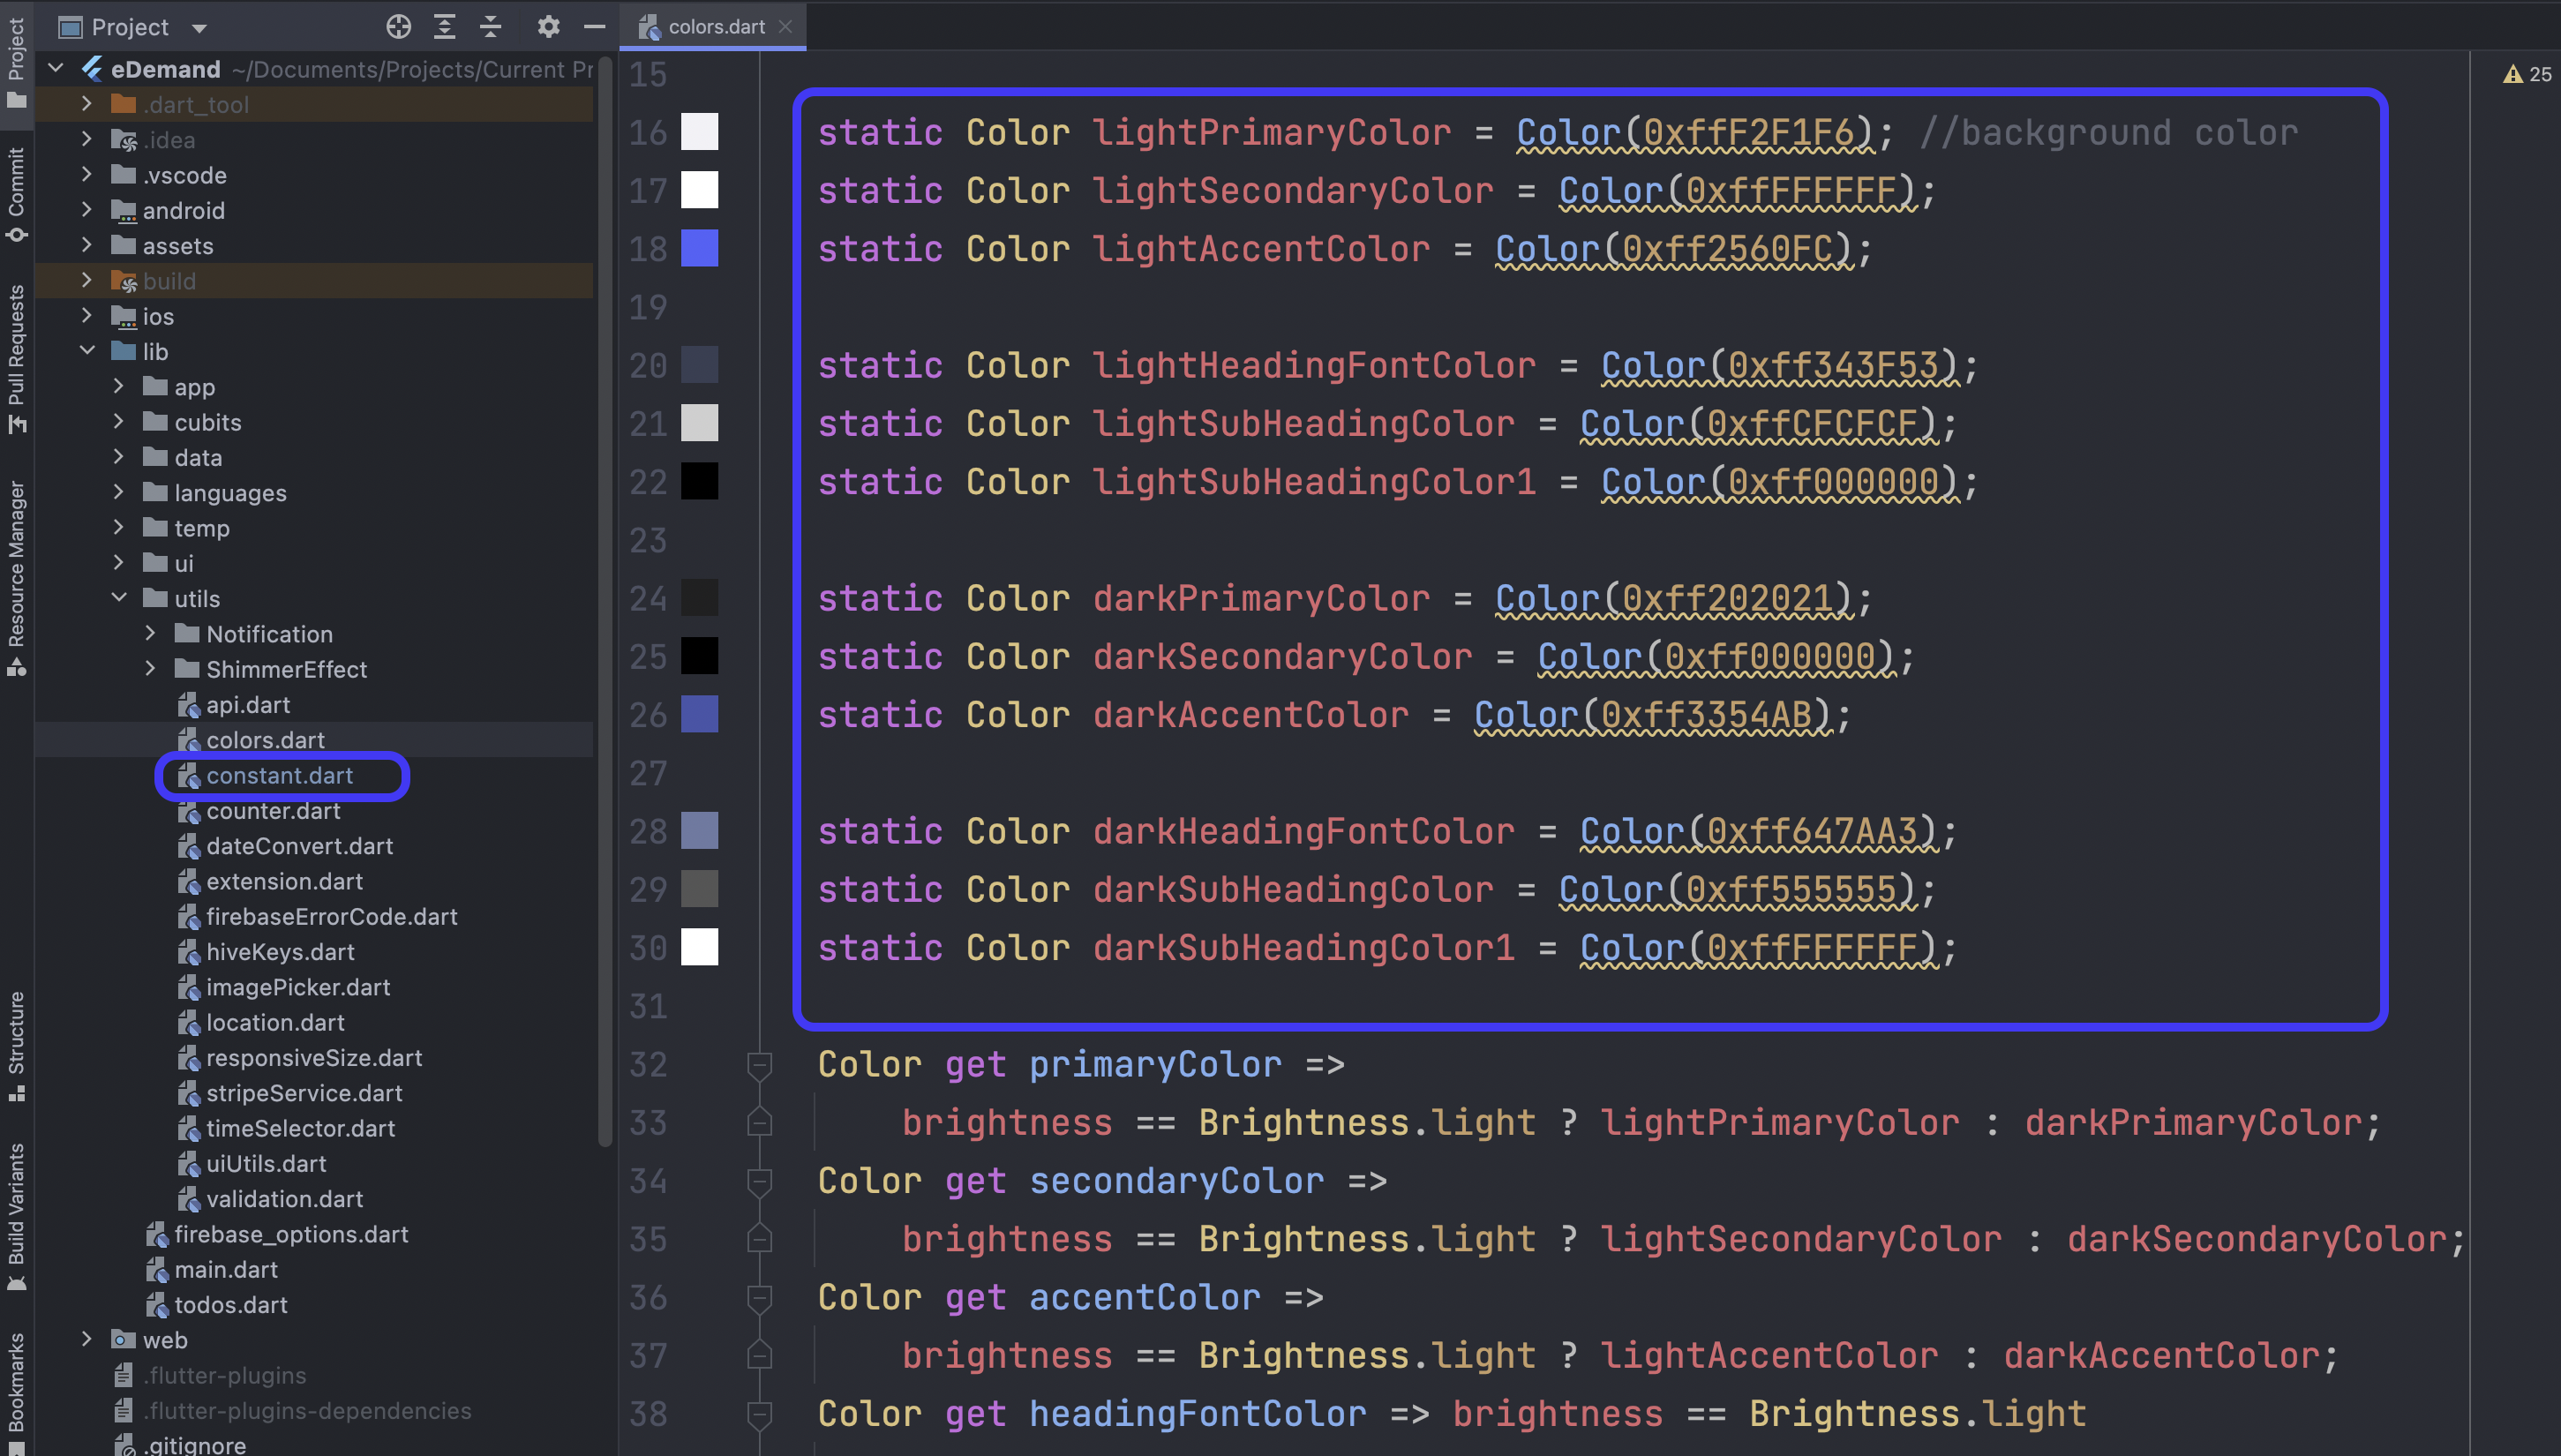 Project
colors.dart
eDemand ~/Documents/Projects/Current Pr
.dart_tool
.idea
.vscode
android
assets
build
ios
lib
app
cubits
data
languages
temp
ui
utils
Notification
ShimmerEffect
api.dart
colors.dart
constant.dart
counter.dart
dateConvert.dart
extension.dart
firebaseErrorCode.dart
hiveKeys.dart
imagePicker.dart
location.dart
responsiveSize.dart
stripeService.dart
timeSelector.dart
uiUtils.dart
validation.dart
firebase_options.dart
main.dart
todos.dart
web
.flutter-plugins
.flutter-plugins-dependencies
.gitignore
Project
Commit
Pull Requests
Resource Manager
Structure
Build Variants
Bookmarks
25
15
16 static Color lightPrimaryColor = Color(0xffF2F1F6); //background color
17 static Color lightSecondaryColor = Color(0xffFFFFFF);
18 static Color lightAccentColor = Color(0xff2560FC);
19
20 static Color lightHeadingFontColor = Color(0xff343F53);
21 static Color lightSubHeadingColor = Color(0xffCFCFCF);
22 static Color lightSubHeadingColor1 = Color(0xff000000);
23
24 static Color darkPrimaryColor = Color(0xff202021);
25 static Color darkSecondaryColor = Color(0xff000000);
26 static Color darkAccentColor = Color(0xff3354AB);
27
28 static Color darkHeadingFontColor = Color(0xff647AA3);
29 static Color darkSubHeadingColor = Color(0xff555555);
30 static Color darkSubHeadingColor1 = Color(0xffFFFFFF);
31
32 Color get primaryColor =>
33 brightness == Brightness.light ? lightPrimaryColor : darkPrimaryColor;
34 Color get secondaryColor =>
35 brightness == Brightness.light ? lightSecondaryColor : darkSecondaryColor;
36 Color get accentColor =>
37 brightness == Brightness.light ? lightAccentColor : darkAccentColor;
38 Color get headingFontColor => brightness == Brightness.light